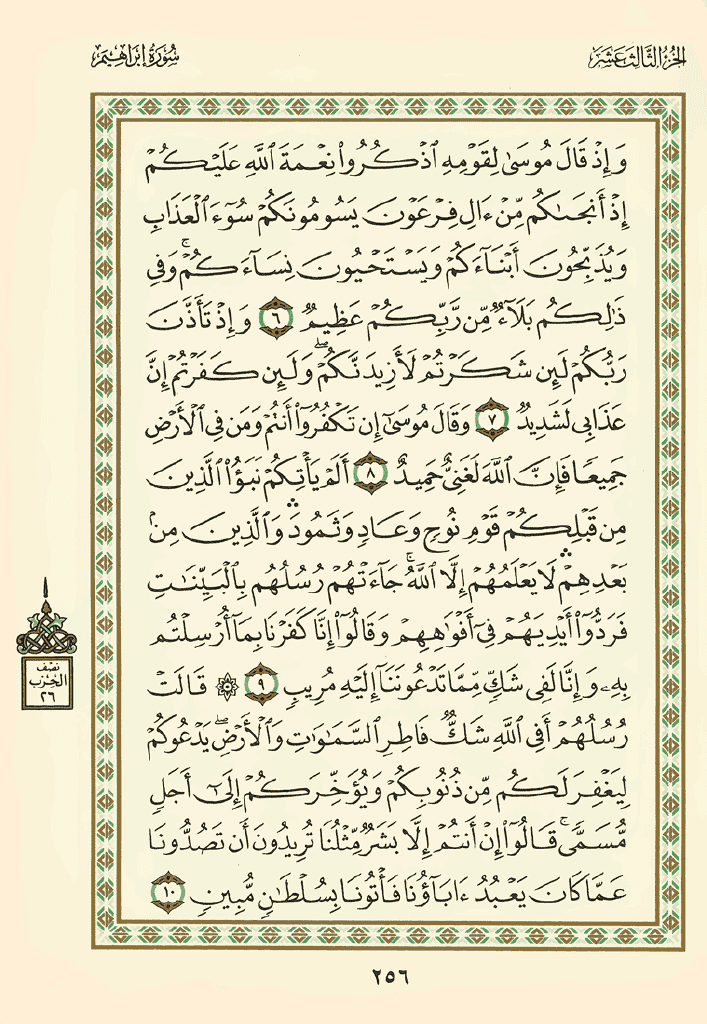 الجزء الثالث عشر
سورة إبراهيم
وَإِذْ قَالَ مُوسَىٰ لِقَوْمِهِ ٱذْكُرُوا۟ نِعْمَةَ ٱللَّهِ عَلَيْكُمْ
إِذْ أَنجَىٰكُم مِّنْ ءَالِ فِرْعَوْنَ يَسُومُونَكُمْ سُوٓءَ ٱلْعَذَابِ
وَيُذَبِّحُونَ أَبْنَآءَكُمْ وَيَسْتَحْيُونَ نِسَآءَكُمْ ۚ وَفِى
ذَٰلِكُم بَلَآءٌ مِّن رَّبِّكُمْ عَظِيمٌ ٦ وَإِذْ تَأَذَّنَ
رَبُّكُمْ لَئِن شَكَرْتُمْ لَأَزِيدَنَّكُمْ ۖ وَلَئِن كَفَرْتُمْ إِنَّ
عَذَابِى لَشَدِيدٌ ٧ وَقَالَ مُوسَىٰٓ إِن تَكْفُرُوٓا۟ أَنتُمْ وَمَن فِى ٱلْأَرْضِ
جَمِيعًا فَإِنَّ ٱللَّهَ لَغَنِىٌّ حَمِيدٌ ٨ أَلَمْ يَأْتِكُمْ نَبَؤُا۟ ٱلَّذِينَ
مِن قَبْلِكُمْ قَوْمِ نُوحٍ وَعَادٍ وَثَمُودَ ۛ وَٱلَّذِينَ مِنۢ
بَعْدِهِمْ ۛ لَا يَعْلَمُهُمْ إِلَّا ٱللَّهُ ۚ جَآءَتْهُمْ رُسُلُهُم بِٱلْبَيِّنَٰتِ
فَرَدُّوٓا۟ أَيْدِيَهُمْ فِىٓ أَفْوَٰهِهِمْ وَقَالُوٓا۟ إِنَّا كَفَرْنَا بِمَآ أُرْسِلْتُم
بِهِۦ وَإِنَّا لَفِى شَكٍّ مِّمَّا تَدْعُونَنَآ إِلَيْهِ مُرِيبٍ ٩ ۞ قَالَتْ
رُسُلُهُمْ أَفِى ٱللَّهِ شَكٌّ فَاطِرِ ٱلسَّمَٰوَٰتِ وَٱلْأَرْضِ ۖ يَدْعُوكُمْ
لِيَغْفِرَ لَكُم مِّن ذُنُوبِكُمْ وَيُؤَخِّرَكُمْ إِلَىٰٓ أَجَلٍ
مُّسَمًّى ۚ قَالُوٓا۟ إِنْ أَنتُمْ إِلَّا بَشَرٌ مِّثْلُنَا تُرِيدُونَ أَن تَصُدُّونَا
عَمَّا كَانَ يَعْبُدُ ءَابَآؤُنَا فَأْتُونَا بِسُلْطَٰنٍ مُّبِينٍ ١٠
نصف
الحزب
٢٦
٢٥٦